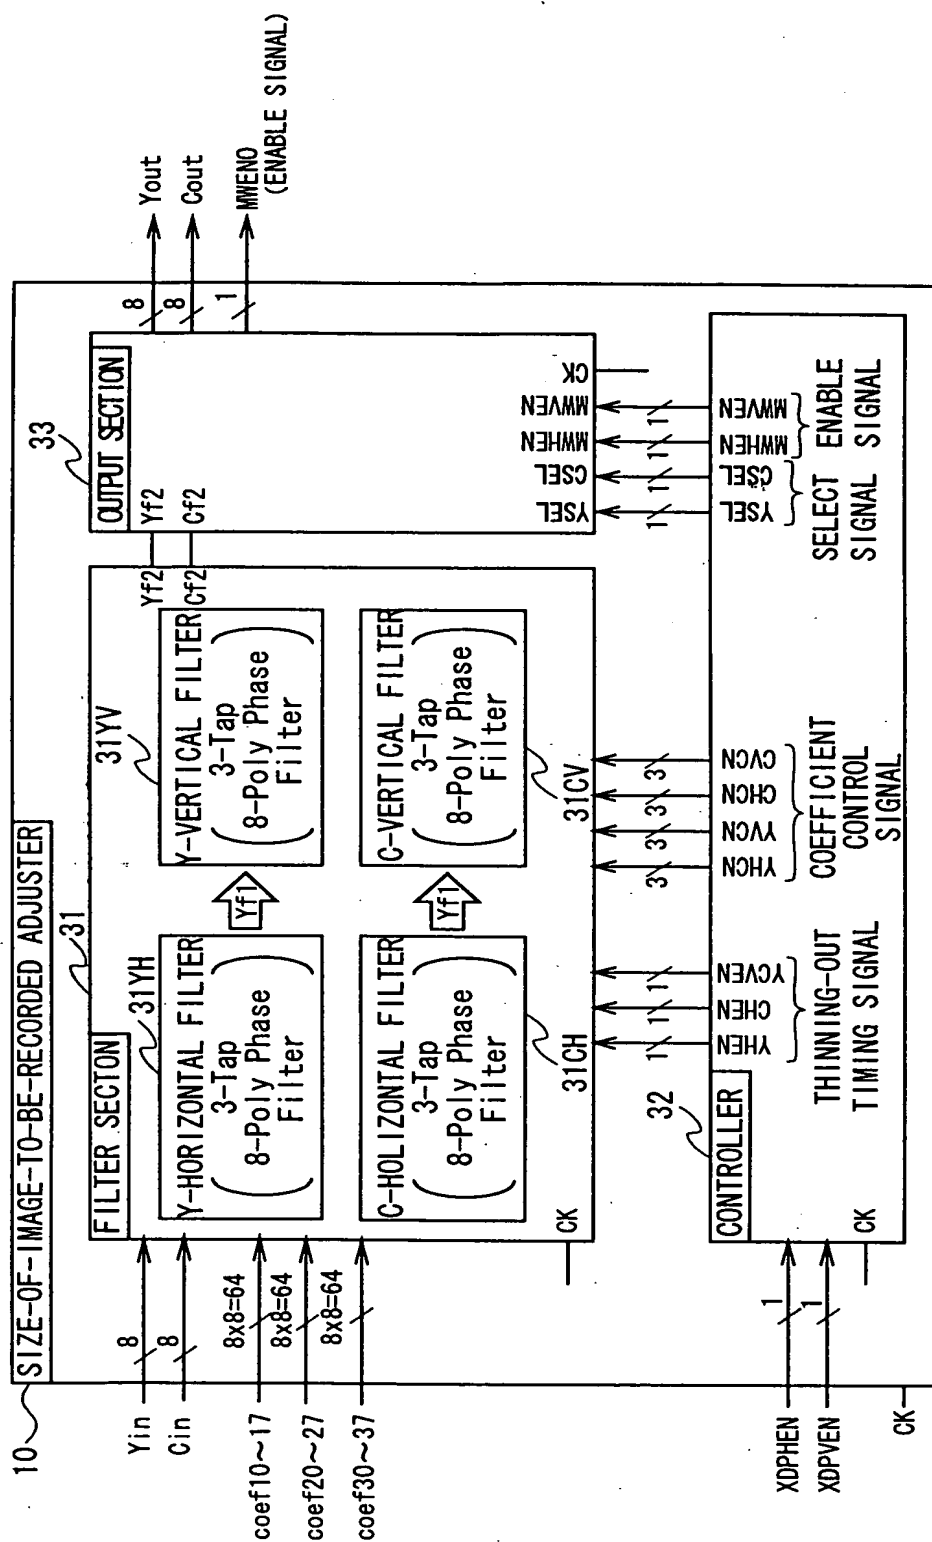 10
SIZE-OF-IMAGE-TO-BE-RECORDED ADJUSTER
Yin
8
Cin
8
coef10~17
8x8=64
coef20~27
8x8=64
coef30~37
8x8=64
FILTER SECTON
31
Y-HORIZONTAL FILTER
3-Tap
8-Poly Phase
Filter
31YH
Yf1
Y-VERTICAL FILTER
3-Tap
8-Poly Phase
Filter
31YV
C-HOLIZONTAL FILTER
3-Tap
8-Poly Phase
Filter
31CH
Yf1
C-VERTICAL FILTER
3-Tap
8-Poly Phase
Filter
31CV
CK
Yf2
Cf2
OUTPUT SECTION
33
Yf2
Cf2
YSEL
CSEL
MWHEN
MWVEN
CK
8
Yout
8
Cout
1
MWENO
(ENABLE SIGNAL)
1
1
1
3
3
3
3
1
1
1
1
CONTROLLER
32
YHEN
CHEN
YCVEN
THINNING-OUT
TIMING SIGNAL
YHCN
YVCN
CHCN
CVCN
COEFFICIENT
CONTROL
SIGNAL
YSEL
CSEL
SELECT
SIGNAL
MWHEN
MWVEN
ENABLE
SIGNAL
XDPHEN
1
XDPVEN
1
CK
CK